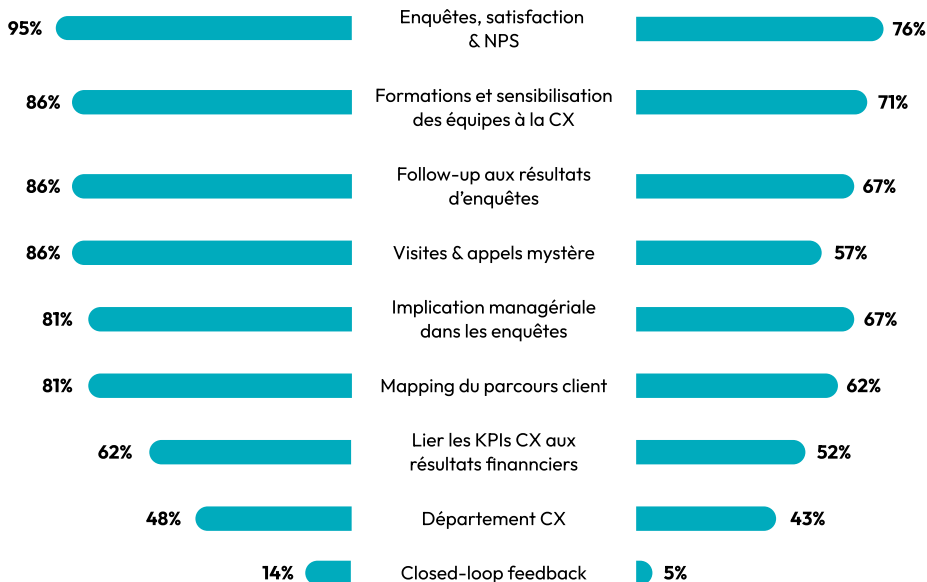 95%
Enquêtes, satisfaction
& NPS
76%
86%
Formations et sensibilisation
des équipes à la CX
71%
86%
Follow-up aux résultats
d’enquêtes
67%
86%
Visites & appels mystère
57%
81%
Implication managériale
dans les enquêtes
67%
81%
Mapping du parcours client
62%
62%
Lier les KPIs CX aux
résultats finannciers
52%
48%
Département CX
43%
14%
Closed-loop feedback
5%